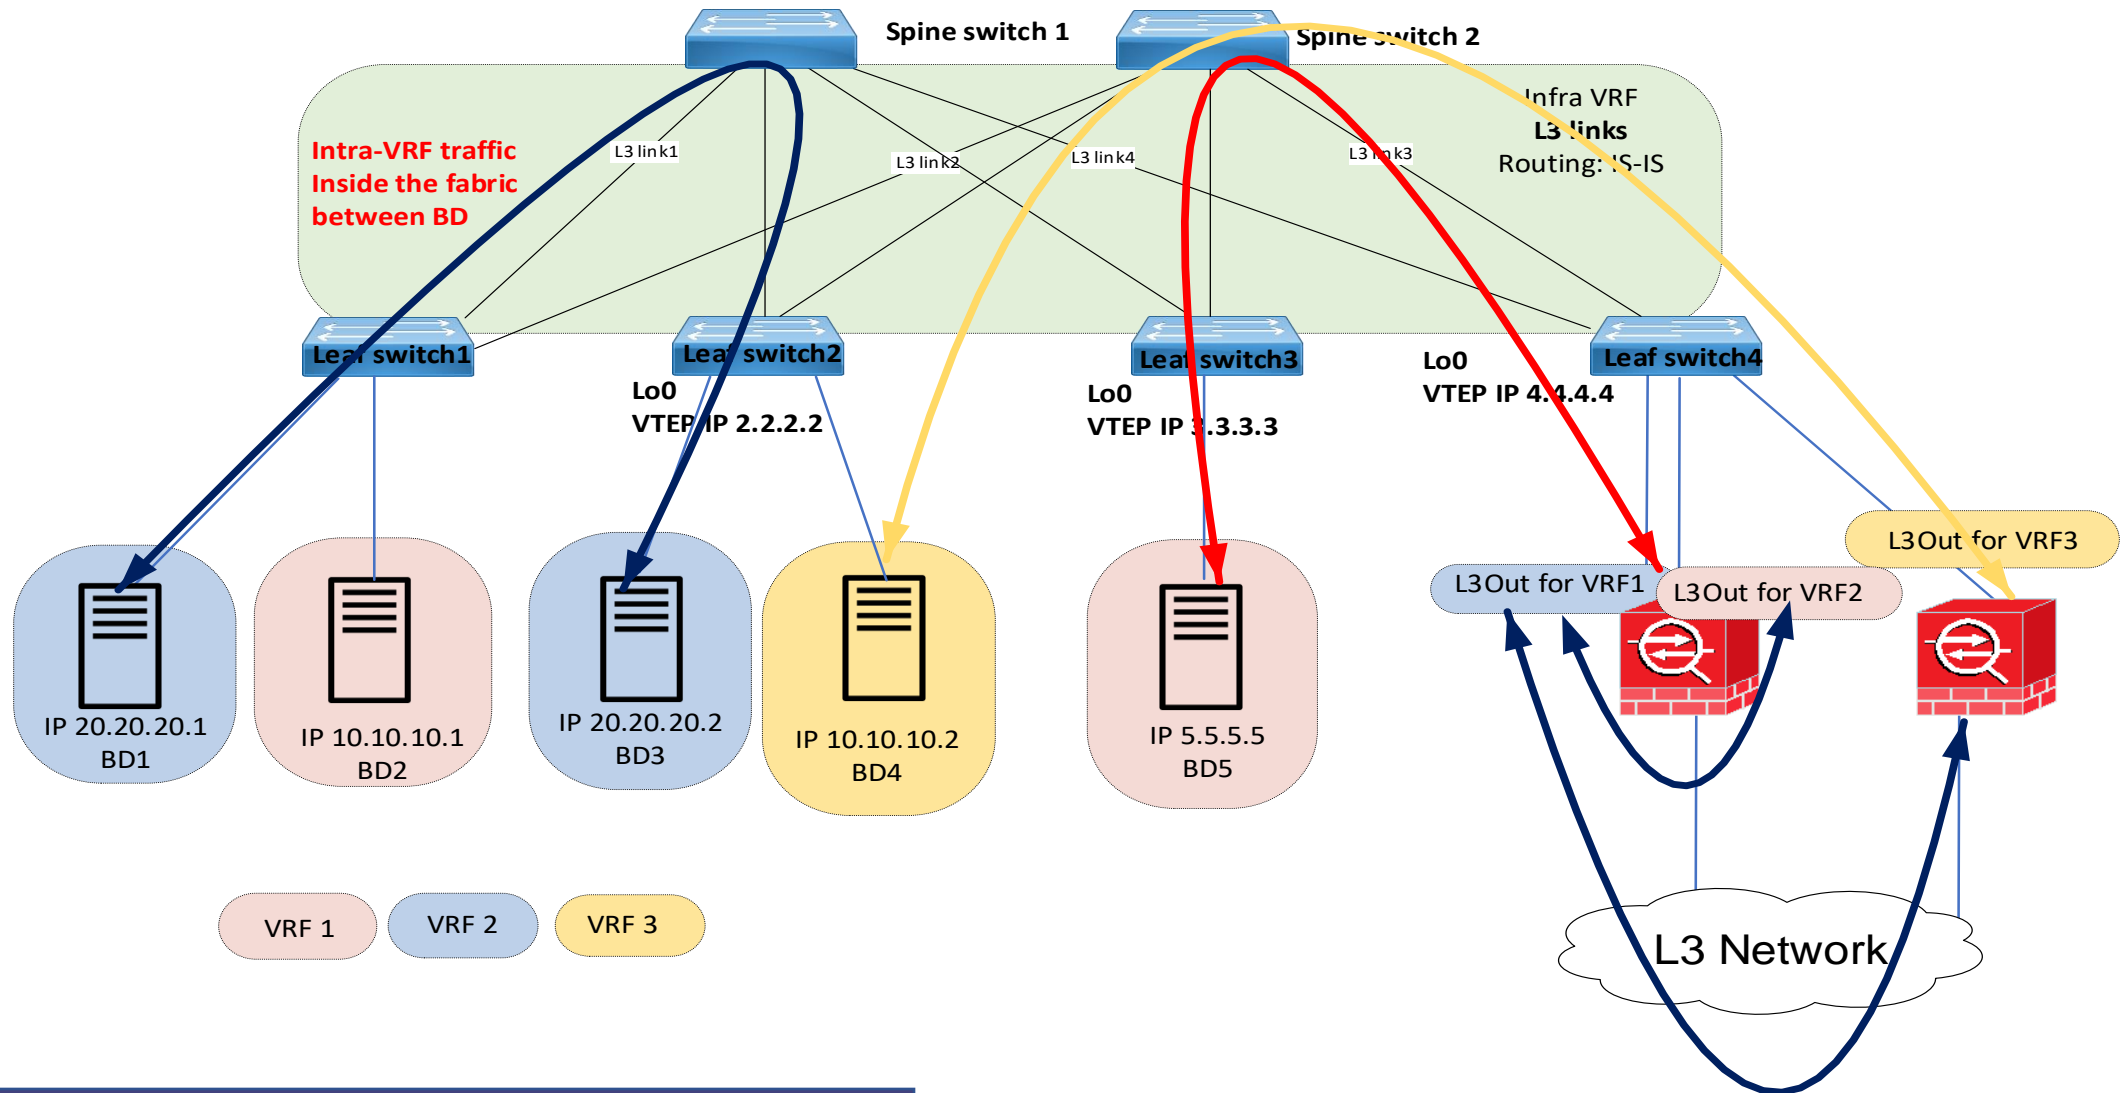 Spine switch 1
Spine switch 2
Infra VRF
L3 links
Routing: IS-IS
Intra-VRF traffic
Inside the fabric
between BD
L3 link1
L3 link2
L3 link4
L3 link3
Leaf switch1
Leaf switch2
Leaf switch3
Leaf switch4
Lo0
VTEP IP 2.2.2.2
Lo0
VTEP IP 3.3.3.3
Lo0
VTEP IP 4.4.4.4
L3Out for VRF3
L3Out for VRF1
L3Out for VRF2
IP 20.20.20.1
BD1
IP 10.10.10.1
BD2
IP 20.20.20.2
BD3
IP 10.10.10.2
BD4
IP 5.5.5.5
BD5
VRF 1
VRF 2
VRF 3
L3 Network